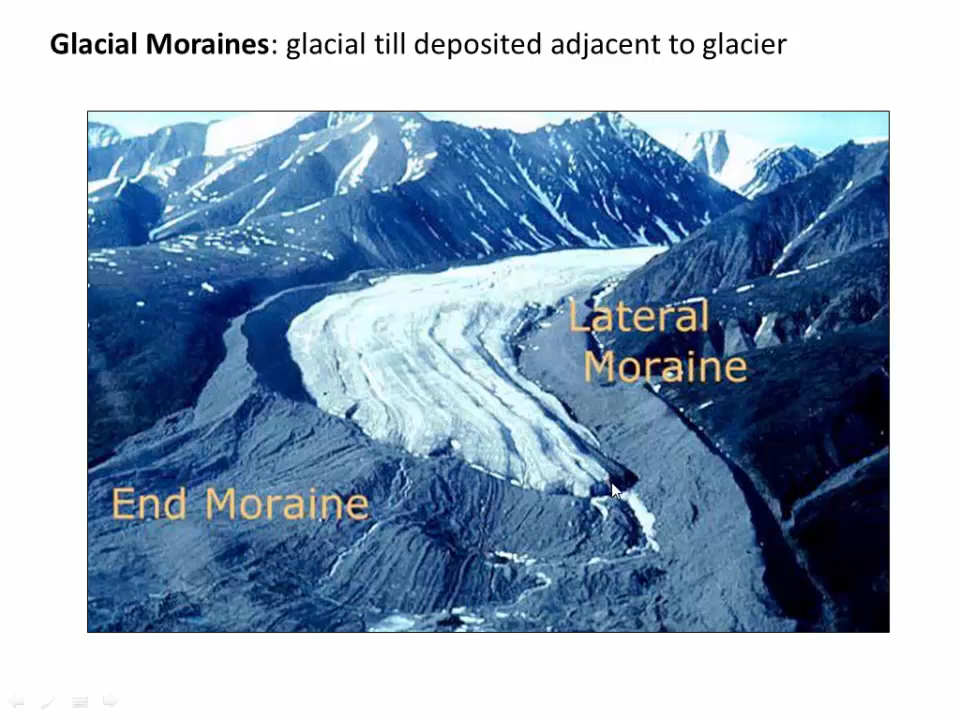 Glacial Moraines: glacial till deposited adjacent to glacier
Lateral
Moraine
End Moraine